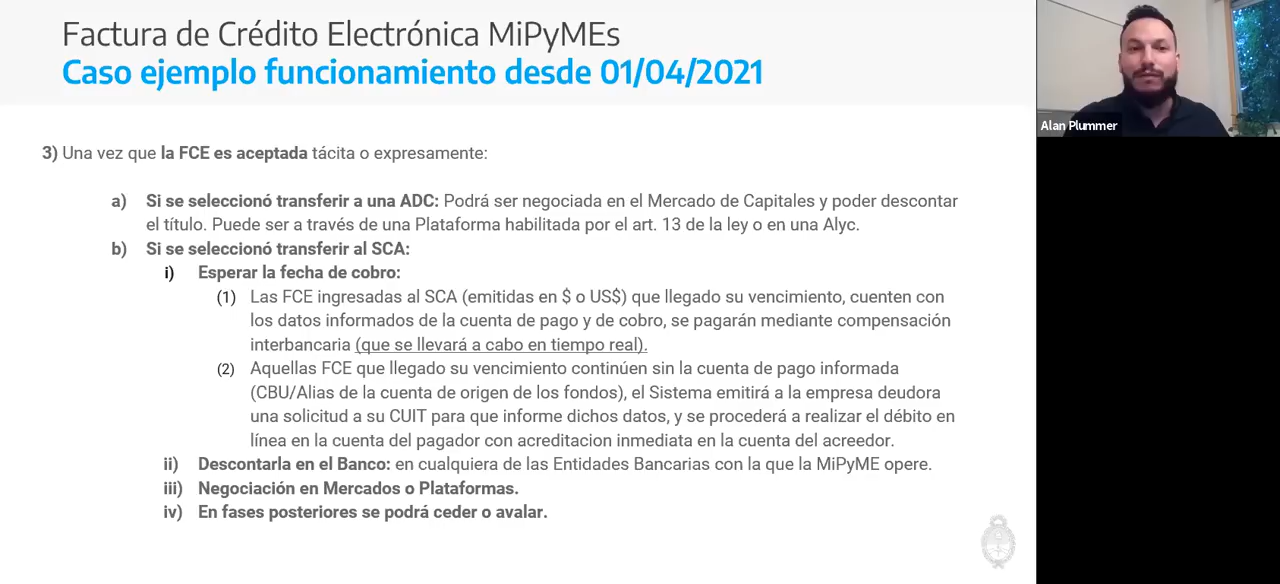 Factura de Crédito Electrónica MiPyMEs
Caso ejemplo funcionamiento desde 01/04/2021
Alan Plummer
3) Una vez que la FCE es aceptada tácita o expresamente:
a) Si se seleccionó transferir a una ADC: Podrá ser negociada en el Mercado de Capitales y poder descontar
el título. Puede ser a través de una Plataforma habilitada por el art. 13 de la ley o en una Alyc.
b) Si se seleccionó transferir al SCA:
i) Esperar la fecha de cobro:
(1) Las FCE ingresadas al SCA (emitidas en $ o US$) que llegado su vencimiento, cuenten con
los datos informados de la cuenta de pago y de cobro, se pagarán mediante compensación
interbancaria (que se llevará a cabo en tiempo real).
(2) Aquellas FCE que llegado su vencimiento continúen sin la cuenta de pago informada
(CBU/Alias de la cuenta de origen de los fondos), el Sistema emitirá a la empresa deudora
una solicitud a su CUIT para que informe dichos datos, y se procederá a realizar el débito en
línea en la cuenta del pagador con acreditacion inmediata en la cuenta del acreedor.
ii) Descontarla en el Banco: en cualquiera de las Entidades Bancarias con la que la MiPyME opere.
iii) Negociación en Mercados o Plataformas.
iv) En fases posteriores se podrá ceder o avalar.